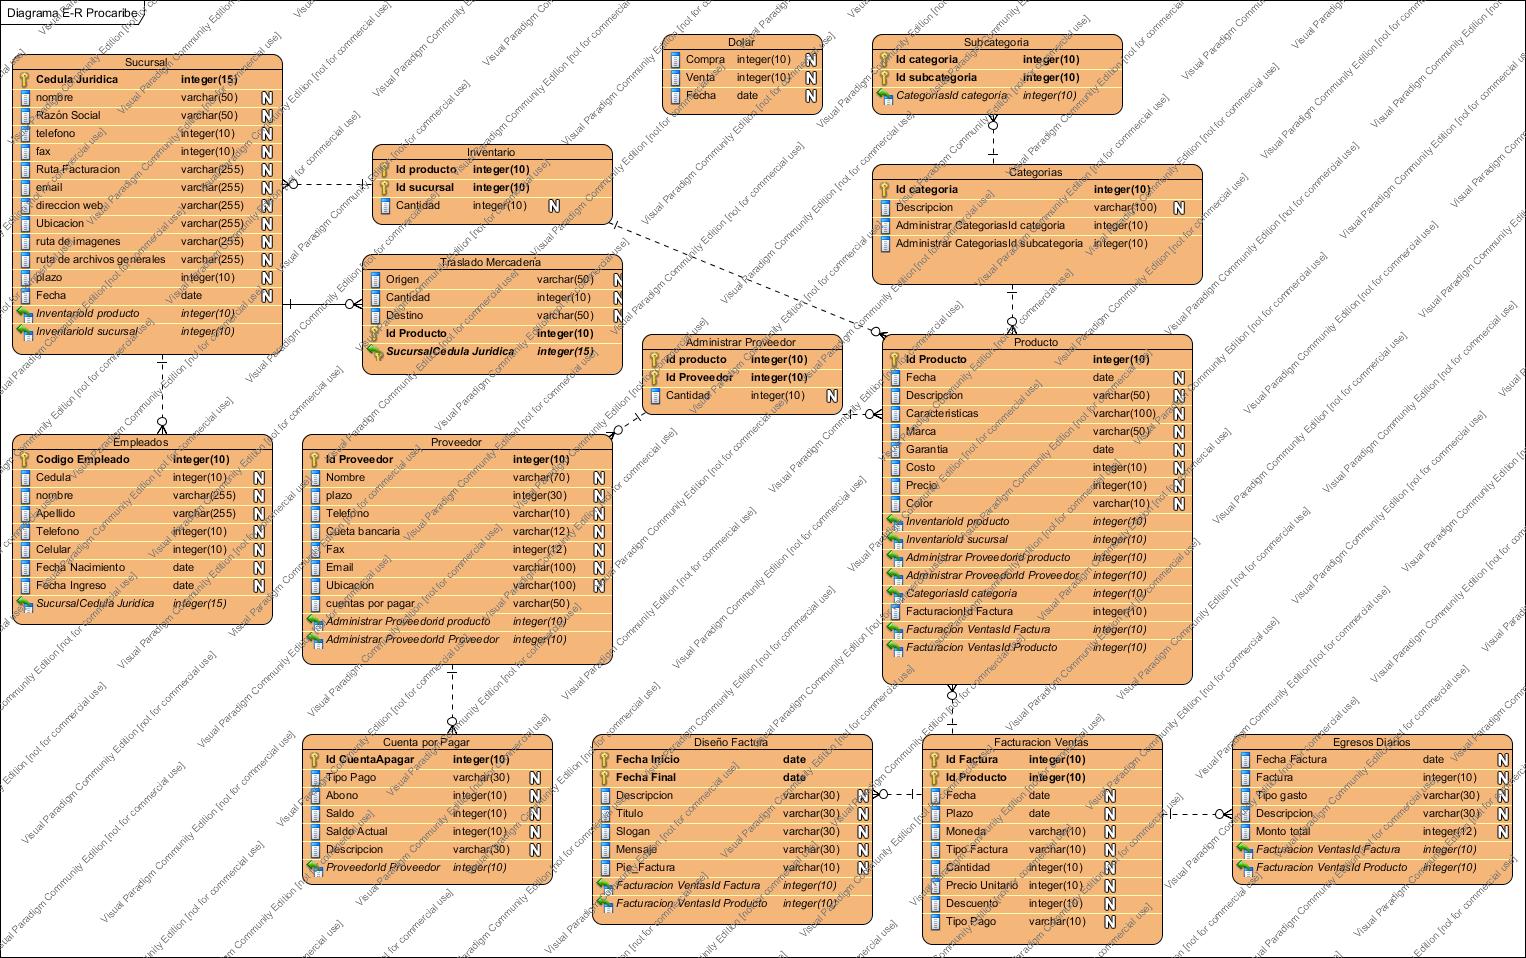 Diagrama E-R Procaribe
Sucursal
Cedula Juridica integer(15)
nombre varchar(50) N
Razón Social varchar(50) N
telefono integer(10) N
fax integer(10) N
Ruta Facturacion varchar(255) N
email varchar(255) N
direccion web varchar(255) N
Ubicacion varchar(255) N
ruta de imagenes varchar(255) N
ruta de archivos generales varchar(255) N
plazo integer(10) N
Fecha date N
InventarioId producto integer(10)
InventarioId sucursal integer(10)
Inventario
Id producto integer(10)
Id sucursal integer(10)
Cantidad integer(10) N
Traslado Mercaderia
Origen varchar(50) N
Cantidad integer(10) N
Destino varchar(50) N
Id Producto integer(10)
SucursalCedula Juridica integer(15)
Dolar
Compra integer(10) N
Venta integer(10) N
Fecha date N
Subcategoria
Id categoria integer(10)
Id subcategoria integer(10)
CategoriasId categoria integer(10)
Categorias
Id categoria integer(10)
Descripcion varchar(100) N
Administrar CategoriasId categoria integer(10)
Administrar CategoriasId subcategoria integer(10)
Administrar Proveedor
Id producto integer(10)
Id Proveedor integer(10)
Cantidad integer(10) N
Producto
Id Producto integer(10)
Fecha date N
Descripcion varchar(50) N
Caracteristicas varchar(100) N
Marca varchar(50) N
Garantia date N
Costo integer(10) N
Precio integer(10) N
Color varchar(10) N
InventarioId producto integer(10)
InventarioId sucursal integer(10)
Administrar ProveedorId producto integer(10)
Administrar ProveedorId Proveedor integer(10)
CategoriasId categoria integer(10)
FacturacionId Factura integer(10)
Facturacion VentasId Factura integer(10)
Facturacion VentasId Producto integer(10)
Empleados
Codigo Empleado integer(10)
Cedula integer(10) N
nombre varchar(255) N
Apellido varchar(255) N
Telefono integer(10) N
Celular integer(10) N
Fecha Nacimiento date N
Fecha Ingreso date N
SucursalCedula Juridica integer(15)
Proveedor
Id Proveedor integer(10)
Nombre varchar(70) N
plazo integer(30) N
Telefono varchar(10) N
Cueta bancaria varchar(12) N
Fax integer(12) N
Email varchar(100) N
Ubicacion varchar(100) N
cuentas por pagar varchar(50)
Administrar ProveedorId producto integer(10)
Administrar ProveedorId Proveedor integer(10)
Cuenta por Pagar
Id CuentaApagar integer(10)
Tipo Pago varchar(30) N
Abono integer(10) N
Saldo integer(10) N
Saldo Actual integer(10) N
Descripcion varchar(30) N
ProveedorId Proveedor integer(10)
Diseño Factura
Fecha Inicio date
Fecha Final date
Descripcion varchar(30) N
Titulo varchar(30) N
Slogan varchar(30) N
Mensaje varchar(30) N
Pie_Factura varchar(10) N
Facturacion VentasId Factura integer(10)
Facturacion VentasId Producto integer(10)
Facturacion Ventas
Id Factura integer(10)
Id Producto integer(10)
Fecha date N
Plazo date N
Moneda varchar(10) N
Tipo Factura varchar(10) N
Cantidad integer(10) N
Precio Unitario integer(10) N
Descuento integer(10) N
Tipo Pago varchar(10) N
Egresos Diarios
Fecha Factura date N
Factura integer(10) N
Tipo gasto varchar(30) N
Descripcion varchar(30) N
Monto total integer(12) N
Facturacion VentasId Factura integer(10)
Facturacion VentasId Producto integer(10)
Visual Paradigm Community Edition [not for commercial use]